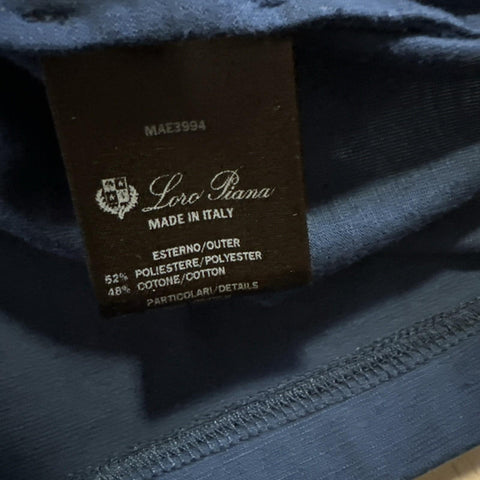 MAE3994
Loro Piana
MADE IN ITALY
ESTERNO/OUTER
52% POLIESTERE/POLYESTER
48% COTONE/COTTON
PARTICOLARI/DETAILS